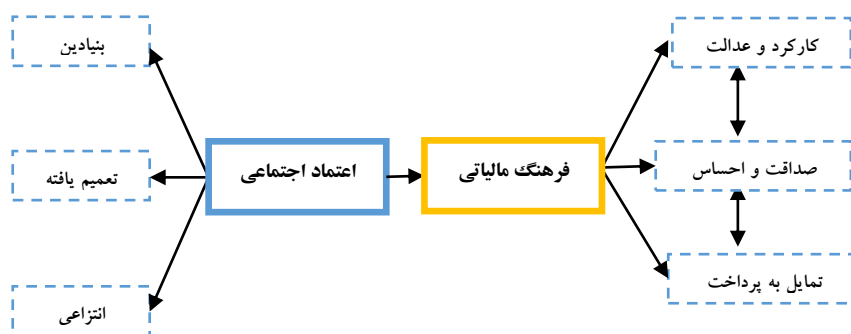 کارکرد و عدالت
بنیادین
اعتماد اجتماعی
فرهنگ مالیاتی
صداقت و احساس
تعمیم یافته
تمایل به پرداخت
انتزاعی